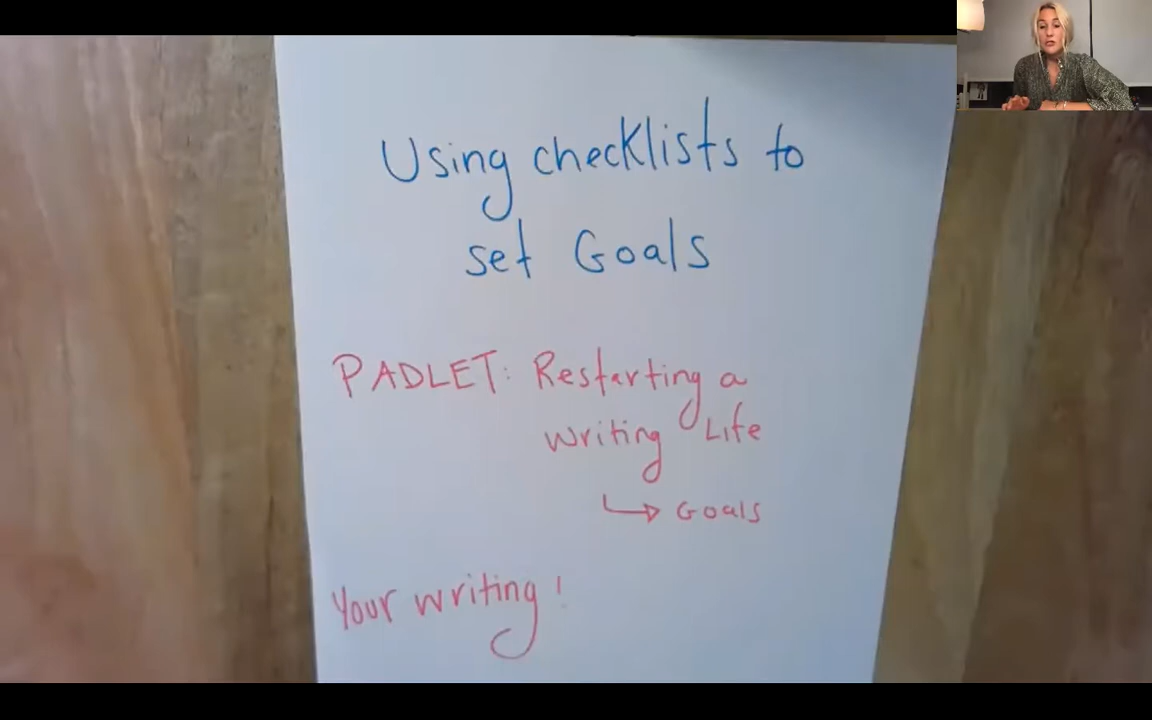 Using checklists to
set Goals
PADLET: Restarting a
writing Life
↳ Goals
Your writing!